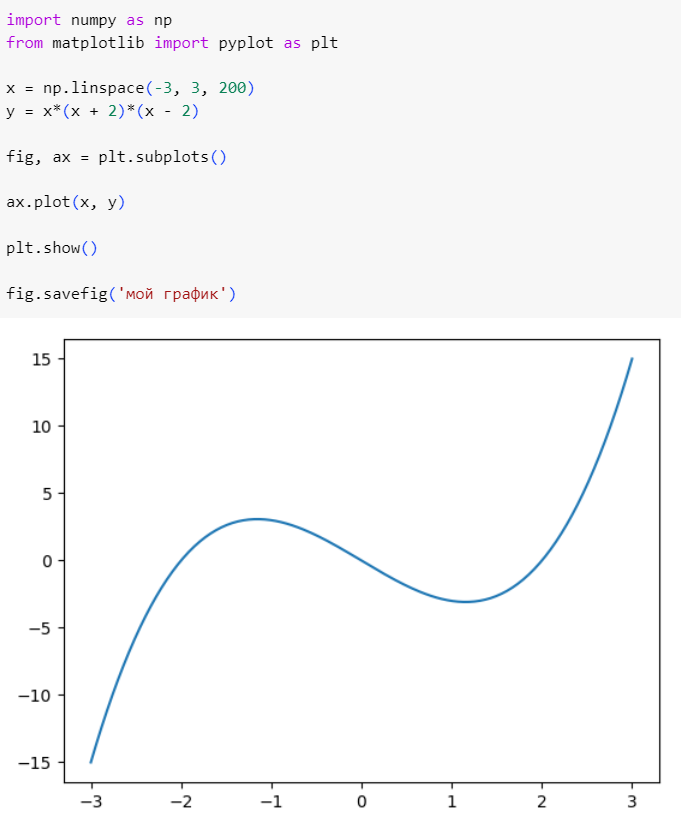 import numpy as np
from matplotlib import pyplot as plt
x = np.linspace(-3, 3, 200)
y = x*(x + 2)*(x - 2)
fig, ax = plt.subplots()
ax.plot(x, y)
plt.show()
fig.savefig('мой график')
15
10
5
0
−5
−10
−15
−3 −2 −1 0 1 2 3